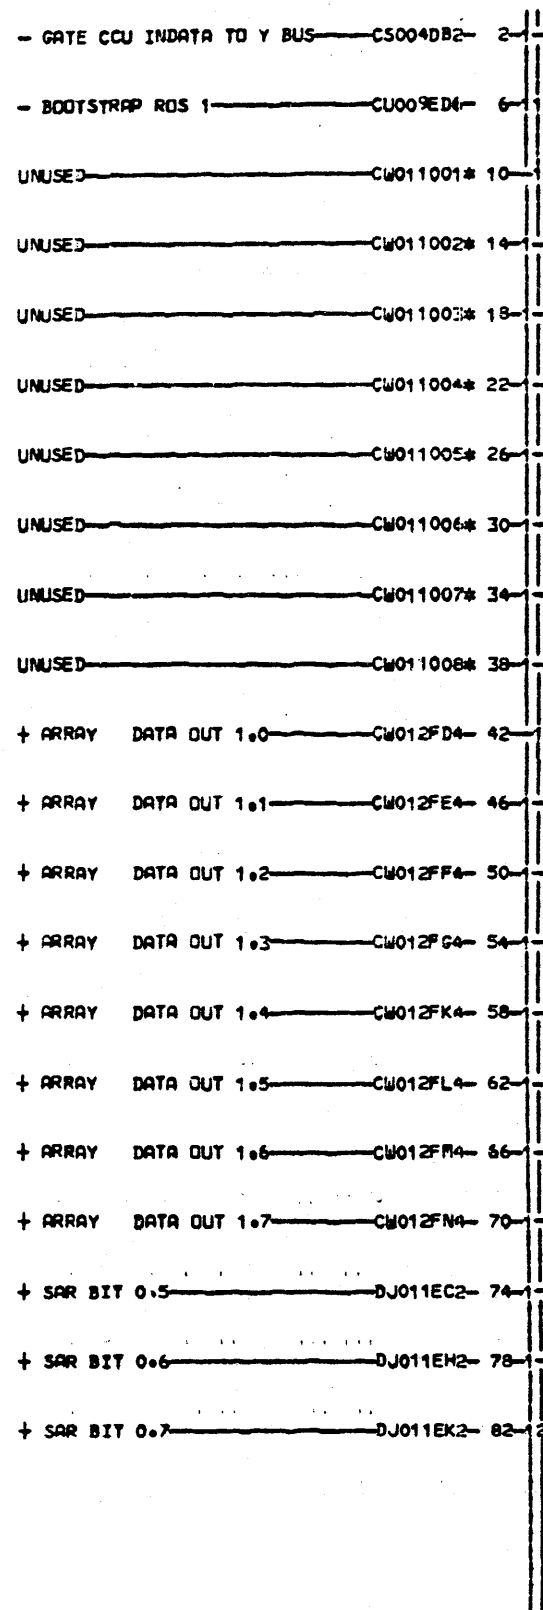 - GATE CCU INDATA TO Y BUS CS004DB2- 2
- BOOTSTRAP ROS 1 CU009ED4- 6
UNUSED CW011001* 10
UNUSED CW011002* 14
UNUSED CW011003* 18
UNUSED CW011004* 22
UNUSED CW011005* 26
UNUSED CW011006* 30
UNUSED CW011007* 34
UNUSED CW011008* 38
+ ARRAY DATA OUT 1.0 CW012FD4- 42
+ ARRAY DATA OUT 1.1 CW012FE4- 46
+ ARRAY DATA OUT 1.2 CW012FF4- 50
+ ARRAY DATA OUT 1.3 CW012FG4- 54
+ ARRAY DATA OUT 1.4 CW012FK4- 58
+ ARRAY DATA OUT 1.5 CW012FL4- 62
+ ARRAY DATA OUT 1.6 CW012FM4- 66
+ ARRAY DATA OUT 1.7 CW012FN4- 70
+ SAR BIT 0.5 DJ011EC2- 74
+ SAR BIT 0.6 DJ011EH2- 78
+ SAR BIT 0.7 DJ011EK2- 82